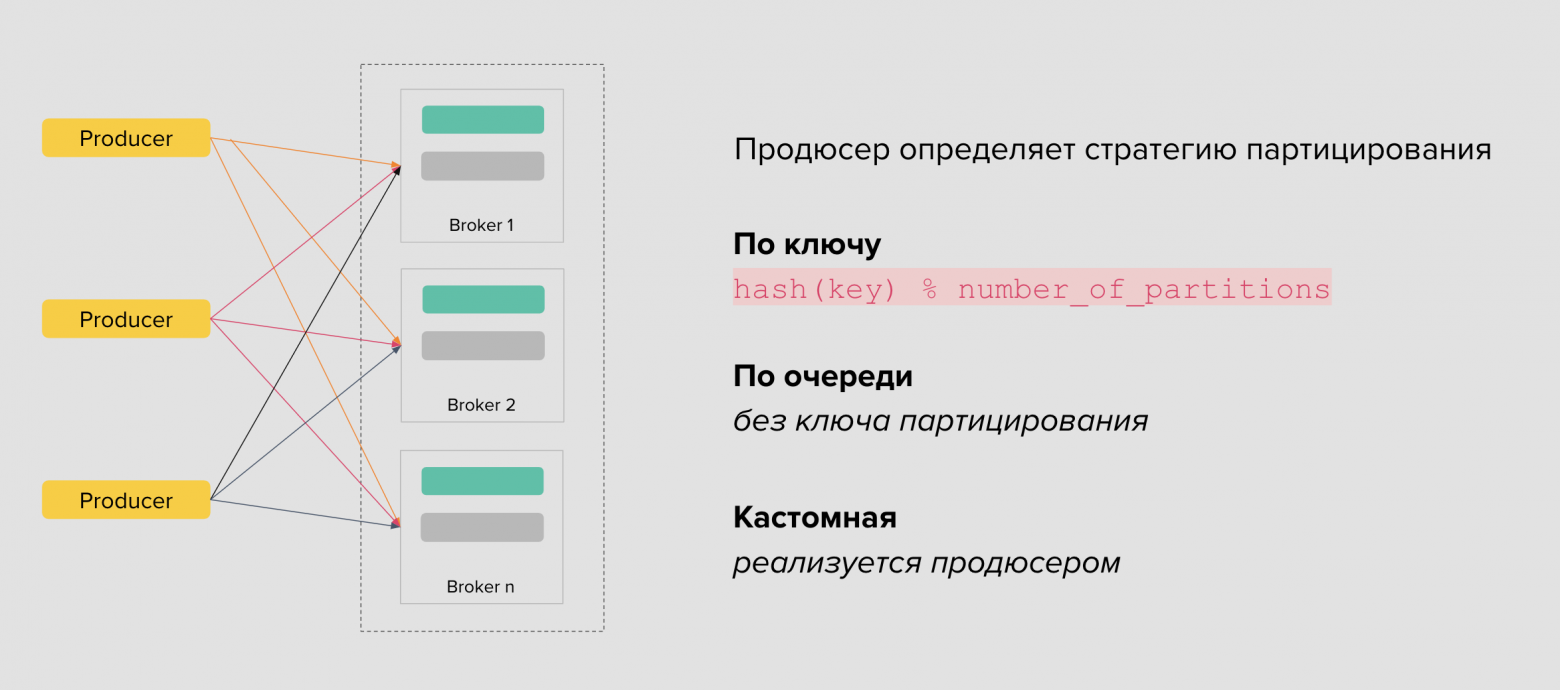 Producer
Producer
Producer
Broker 1
Broker 2
Broker n
Продюсер определяет стратегию партицирования
По ключу
hash(key) % number_of_partitions
По очереди
без ключа партицирования
Кастомная
реализуется продюсером